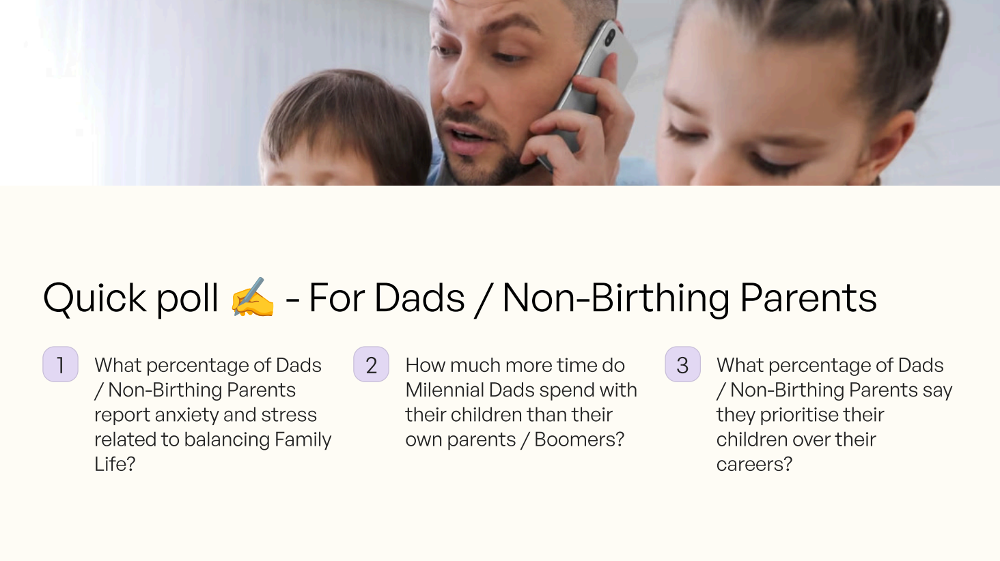 Quick poll ✍️ - For Dads / Non-Birthing Parents
1
What percentage of Dads
/ Non-Birthing Parents
report anxiety and stress
related to balancing Family
Life?
2
How much more time do
Milennial Dads spend with
their children than their
own parents / Boomers?
3
What percentage of Dads
/ Non-Birthing Parents say
they prioritise their
children over their
careers?